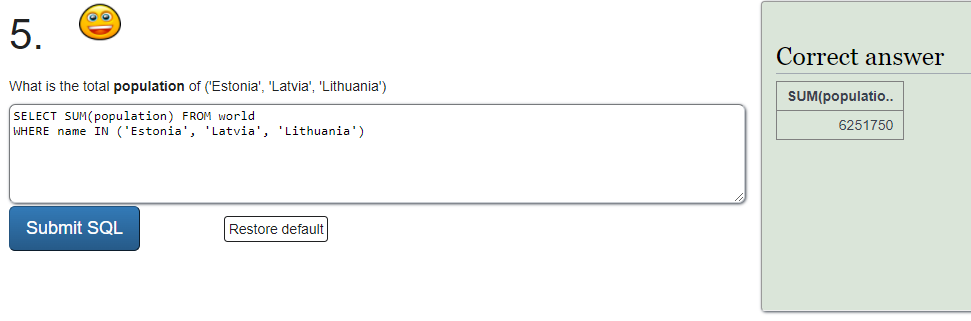 5.
What is the total population of ('Estonia', 'Latvia', 'Lithuania')
SELECT SUM(population) FROM world
WHERE name IN ('Estonia', 'Latvia', 'Lithuania')
Submit SQL
Restore default
Correct answer
SUM(populatio..
6251750